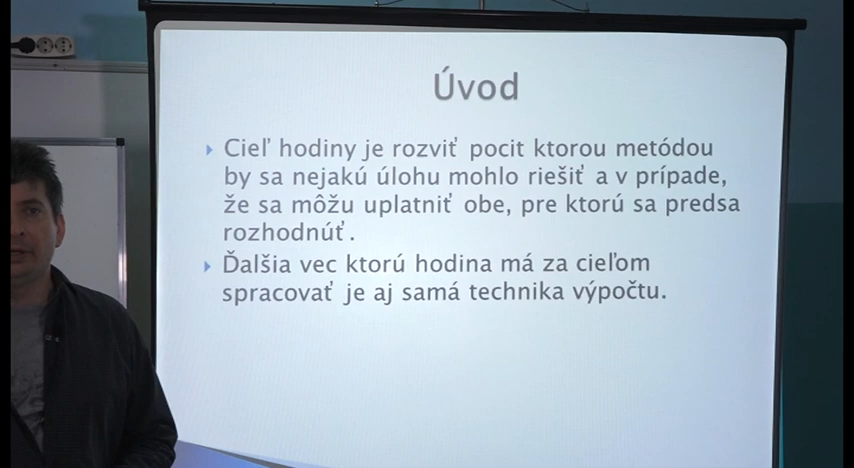 Úvod
Cieľ hodiny je rozviť pocit ktorou metódou
by sa nejakú úlohu mohlo riešiť a v prípade,
že sa môžu uplatniť obe, pre ktorú sa predsa
rozhodnúť.
Ďalšia vec ktorú hodina má za cieľom
spracovať je aj samá technika výpočtu.